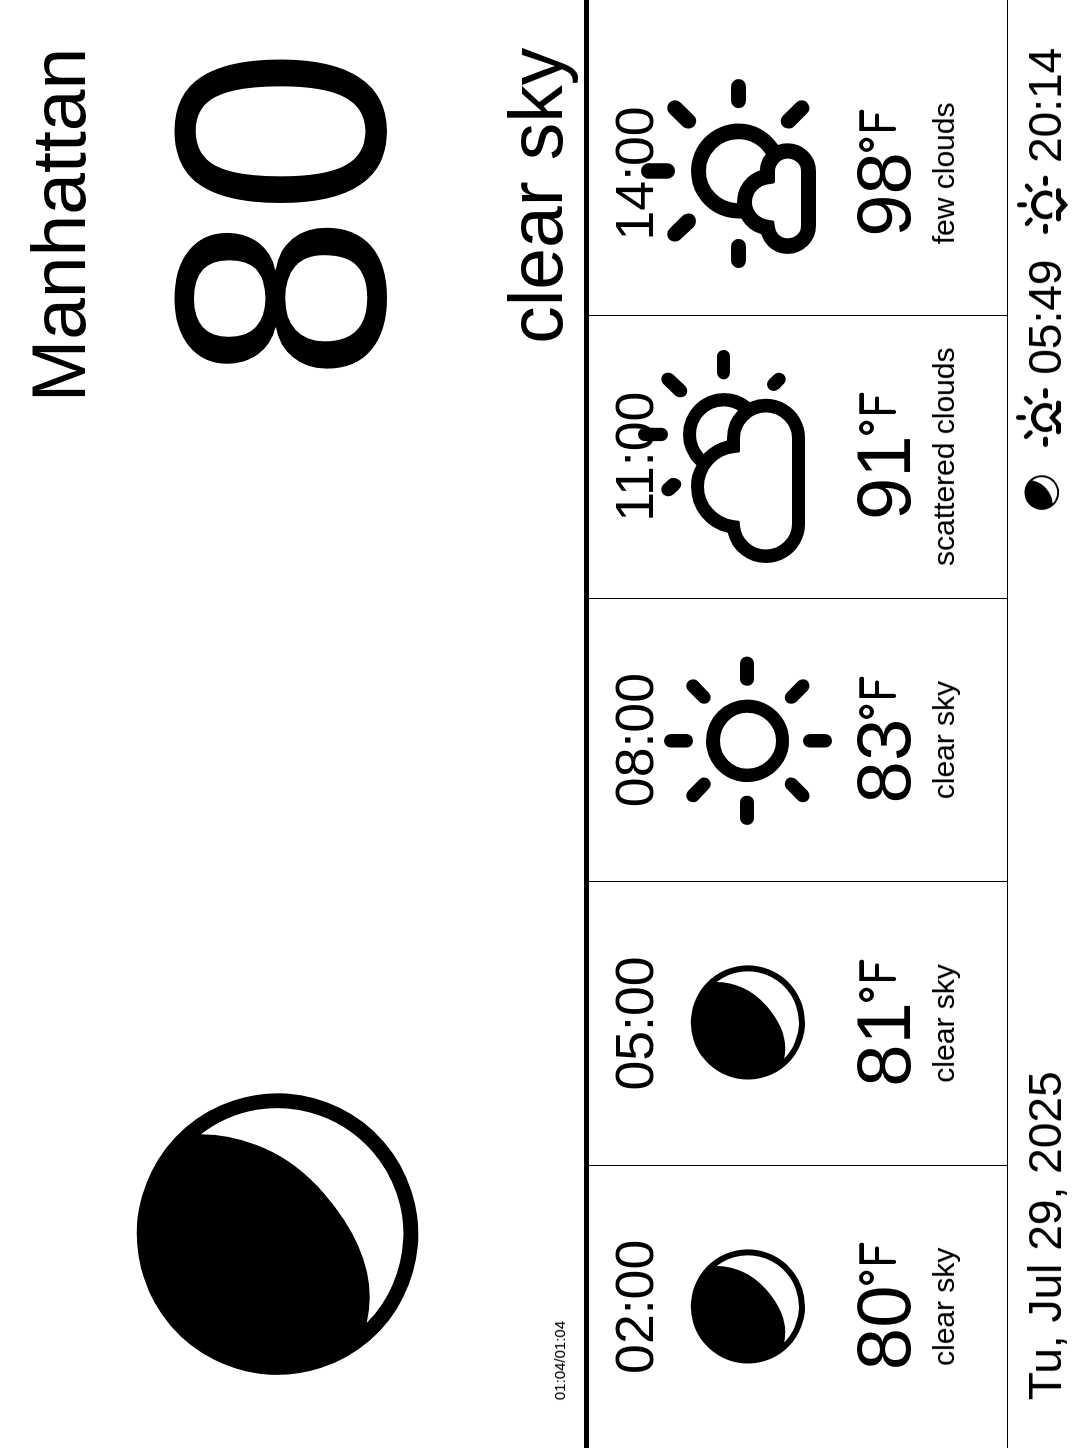 Manhattan
80
clear sky
01:04/01:04
02:00
80°F
clear sky
05:00
81°F
clear sky
08:00
83°F
clear sky
11:00
91°F
scattered clouds
14:00
98°F
few clouds
Tu, Jul 29, 2025
05:49 20:14